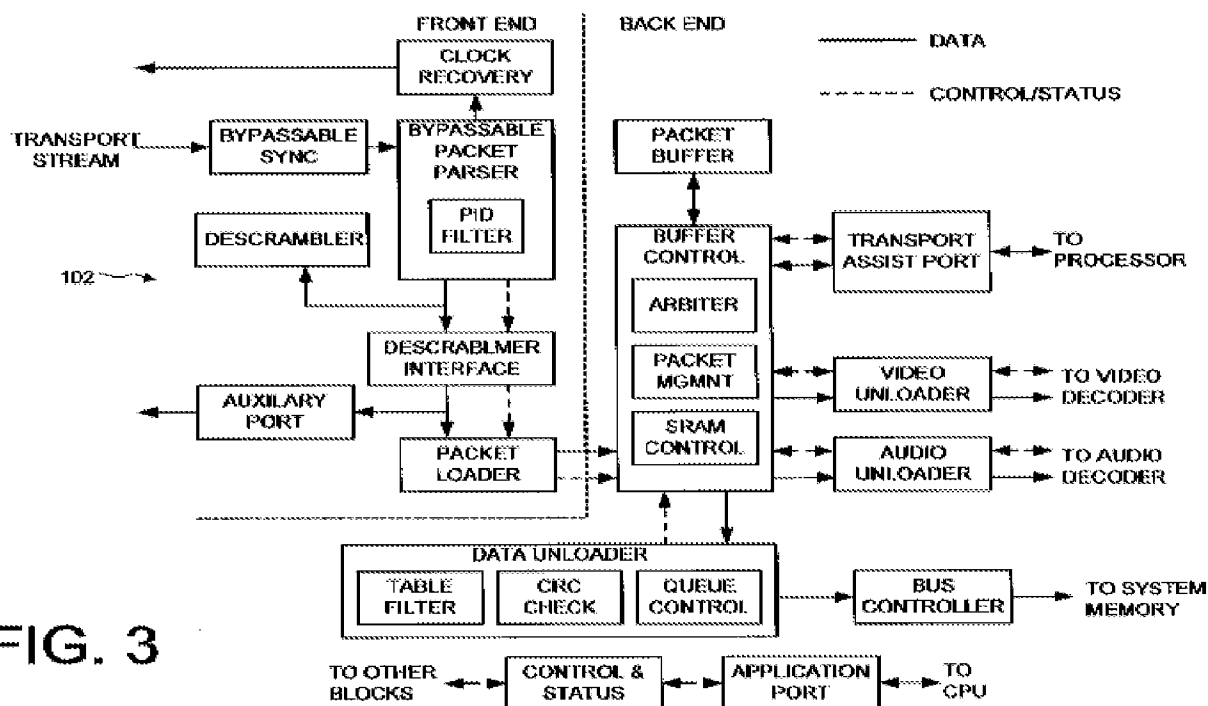 FRONT END
BACK END
DATA
CONTROL/STATUS
CLOCK
RECOVERY
TRANSPORT
STREAM
BYPASSABLE
SYNC
BYPASSABLE
PACKET
PARSER
PID
FILTER
PACKET
BUFFER
DESCRAMBLER
102
BUFFER
CONTROL
ARBITER
PACKET
MGMNT
SRAM
CONTROL
TRANSPORT
ASSIST PORT
TO
PROCESSOR
DESCRABLMER
INTERFACE
VIDEO
UNLOADER
TO VIDEO
DECODER
AUXILARY
PORT
PACKET
LOADER
AUDIO
UNLOADER
TO AUDIO
DECODER
DATA UNLOADER
TABLE
FILTER
CRC
CHECK
QUEUE
CONTROL
BUS
CONTROLLER
TO SYSTEM
MEMORY
FIG. 3
TO OTHER
BLOCKS
CONTROL &
STATUS
APPLICATION
PORT
TO
CPU